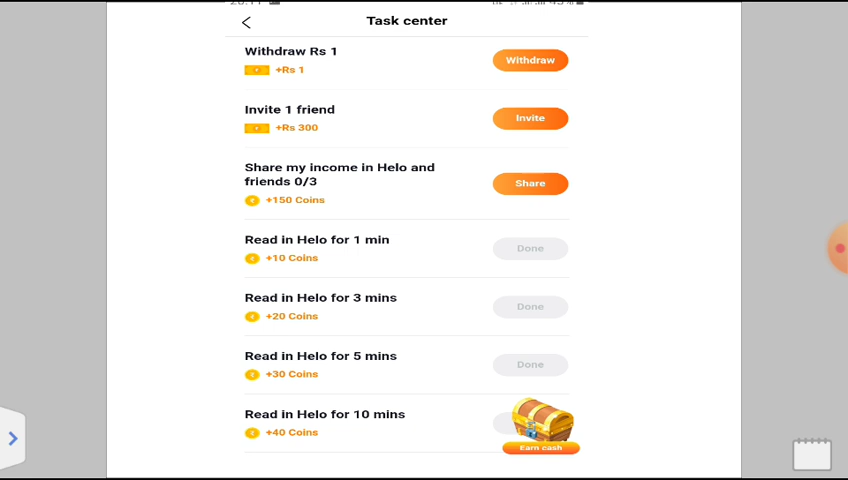 Task center
Withdraw Rs 1
+Rs 1
Withdraw
Invite 1 friend
+Rs 300
Invite
Share my income in Helo and
friends 0/3
+150 Coins
Share
Read in Helo for 1 min
+10 Coins
Done
Read in Helo for 3 mins
+20 Coins
Done
Read in Helo for 5 mins
+30 Coins
Done
Read in Helo for 10 mins
+40 Coins
Earn cash